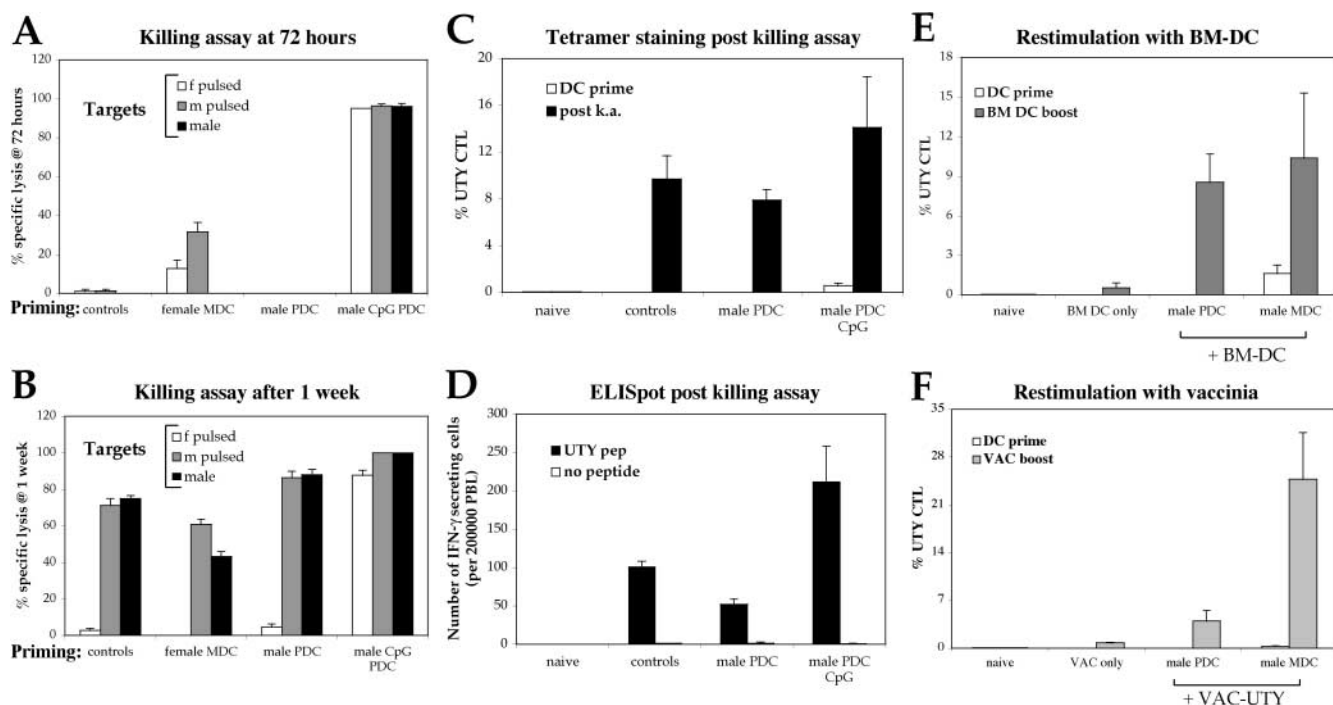 A
Killing assay at 72 hours
% specific lysis @ 72 hours
120
100
80
60
40
20
0
Targets
f pulsed
m pulsed
male
Priming:
controls
female MDC
male PDC
male CpG PDC
B
Killing assay after 1 week
% specific lysis @ 1 week
120
100
80
60
40
20
0
Targets
f pulsed
m pulsed
male
Priming:
controls
female MDC
male PDC
male CpG
PDC
C
Tetramer staining post killing assay
% UTY CTL
20
16
12
8
4
0
DC prime
post k.a.
naive
controls
male PDC
male PDC
CpG
D
ELISpot post killing assay
Number of IFN-γ secreting cells
(per 200000 PBL)
300
250
200
150
100
50
0
UTY pep
no peptide
naive
controls
male PDC
male PDC
CpG
E
Restimulation with BM-DC
% UTY CTL
18
15
12
9
6
3
0
DC prime
BM DC boost
naive
BM DC only
male PDC
male MDC
+ BM-DC
F
Restimulation with vaccinia
% UTY CTL
35
28
21
14
7
0
DC prime
VAC boost
naive
VAC only
male PDC
male MDC
+ VAC-UTY